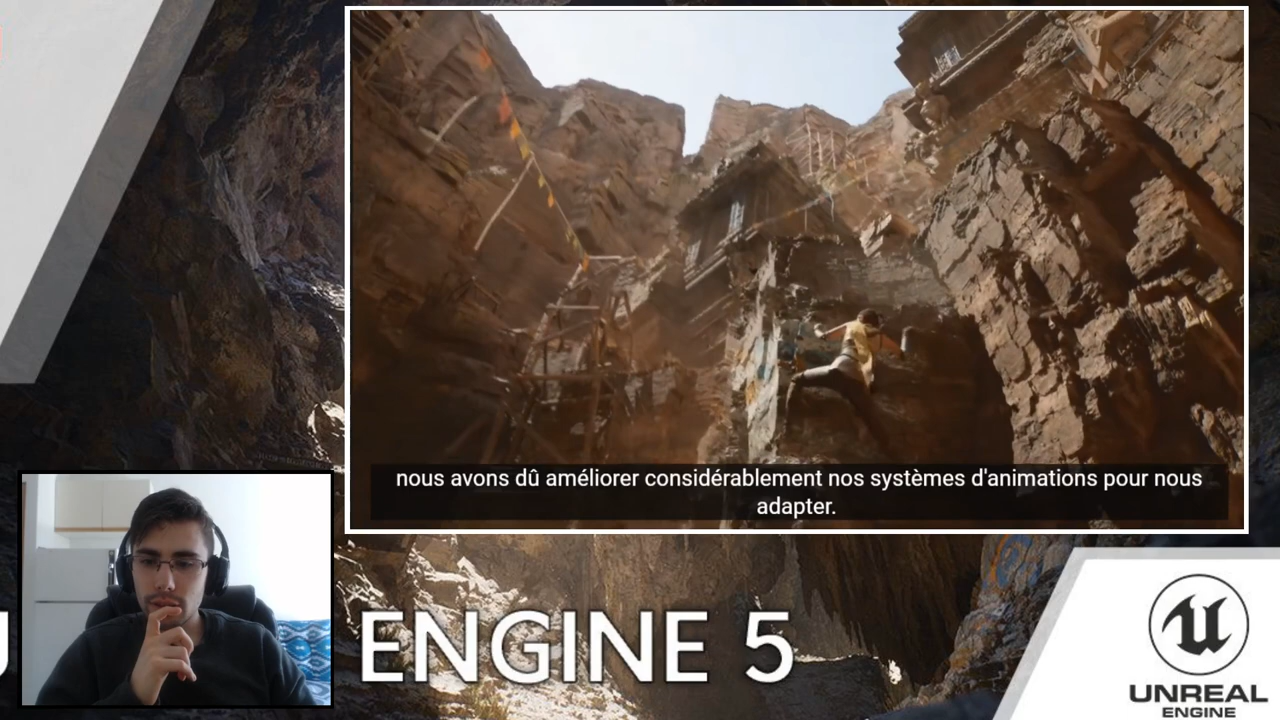 nous avons dû améliorer considérablement nos systèmes d'animations pour nous
adapter.
ENGINE 5
UNREAL
ENGINE